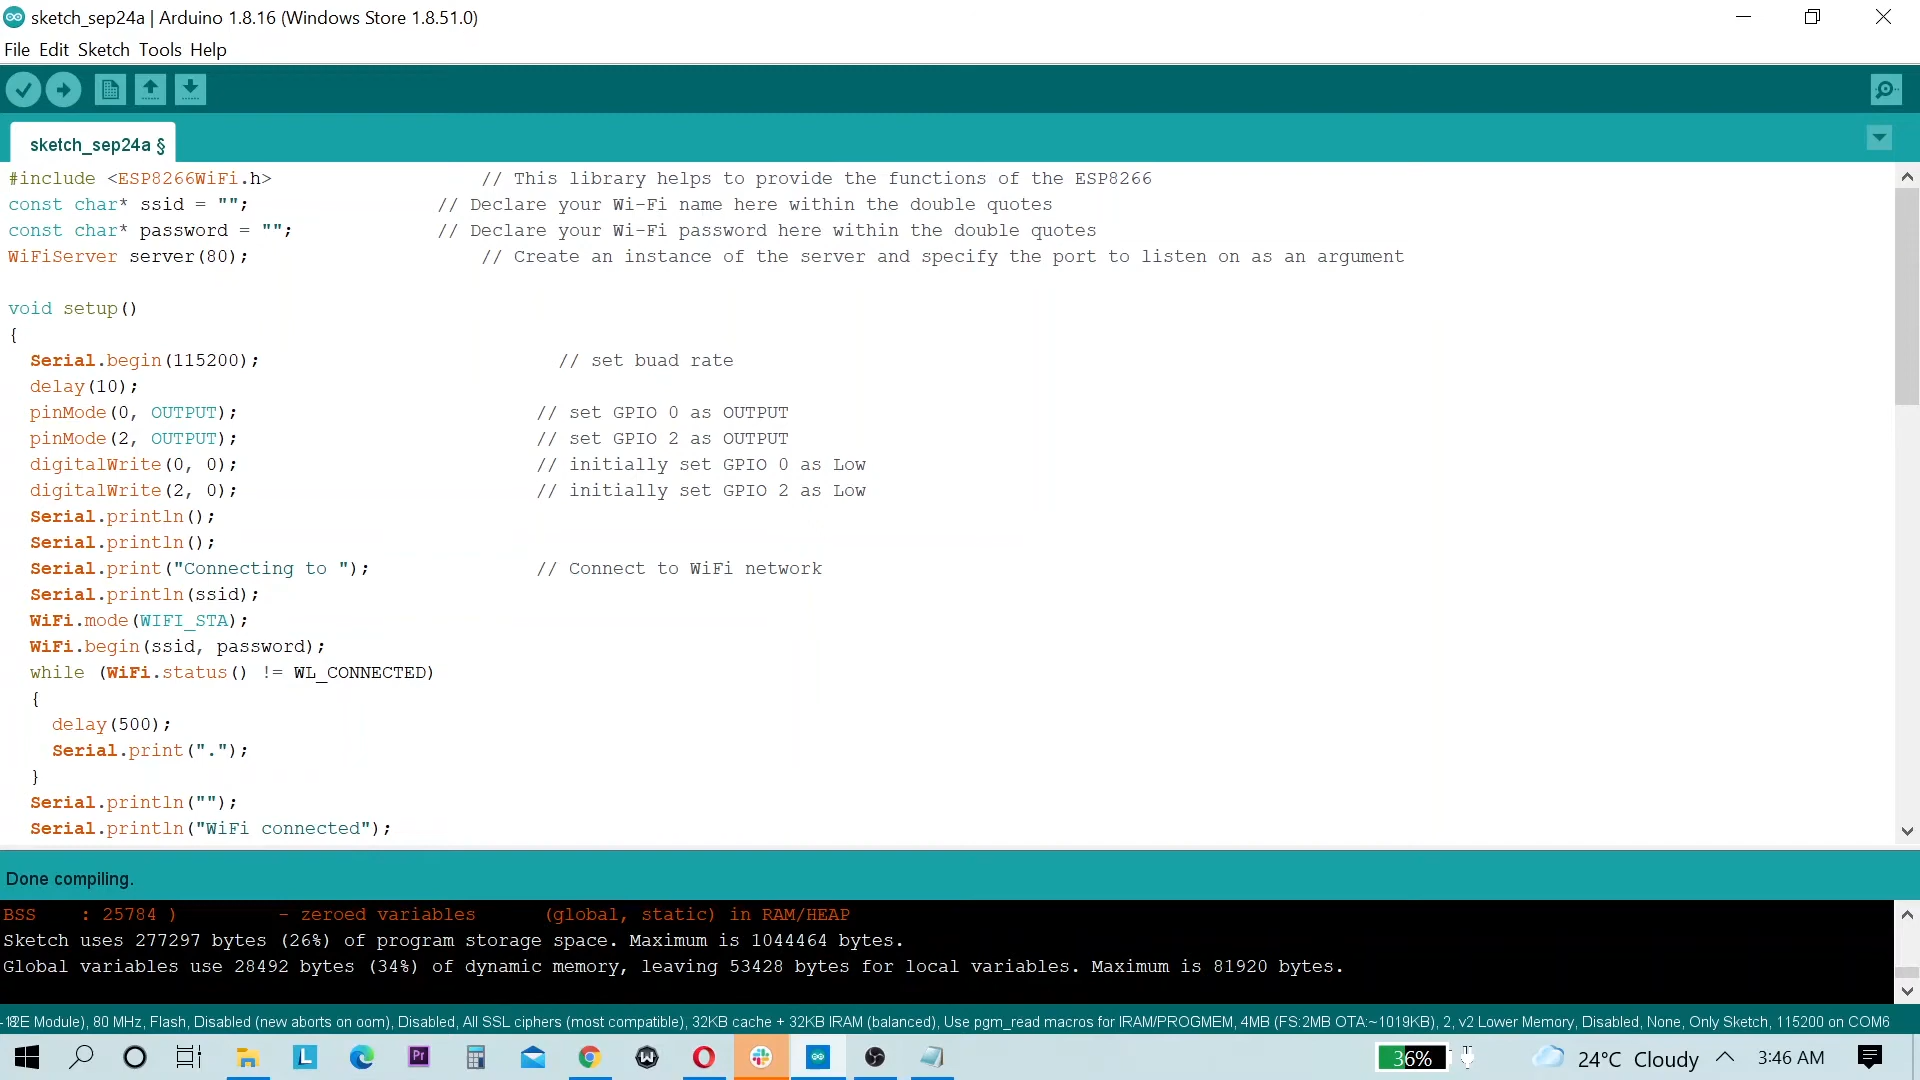 sketch_sep24a | Arduino 1.8.16 (Windows Store 1.8.51.0)
File Edit Sketch Tools Help
sketch_sep24a §
#include <ESP8266WiFi.h> // This library helps to provide the functions of the ESP8266
const char* ssid = ""; // Declare your Wi-Fi name here within the double quotes
const char* password = ""; // Declare your Wi-Fi password here within the double quotes
WiFiServer server(80); // Create an instance of the server and specify the port to listen on as an argument
void setup()
{
Serial.begin(115200); // set buad rate
delay(10);
pinMode(0, OUTPUT); // set GPIO 0 as OUTPUT
pinMode(2, OUTPUT); // set GPIO 2 as OUTPUT
digitalWrite(0, 0); // initially set GPIO 0 as Low
digitalWrite(2, 0); // initially set GPIO 2 as Low
Serial.println();
Serial.println();
Serial.print("Connecting to "); // Connect to WiFi network
Serial.println(ssid);
WiFi.mode(WIFI_STA);
WiFi.begin(ssid, password);
while (WiFi.status() != WL_CONNECTED)
{
delay(500);
Serial.print(".");
}
Serial.println("");
Serial.println("WiFi connected");
Done compiling.
BSS : 25784 ) - zeroed variables (global, static) in RAM/HEAP
Sketch uses 277297 bytes (26%) of program storage space. Maximum is 1044464 bytes.
Global variables use 28492 bytes (34%) of dynamic memory, leaving 53428 bytes for local variables. Maximum is 81920 bytes.
Module), 80 MHz, Flash, Disabled (new aborts on oom), Disabled, All SSL ciphers (most compatible), 32KB cache + 32KB IRAM (balanced), Use pgm_read macros for IRAM/PROGMEM, 4MB (FS:2MB OTA:~1019KB), 2, v2 Lower Memory, Disabled, None, Only Sketch, 115200 on COM6
L Pr W 36% 24°C Cloudy 3:46 AM